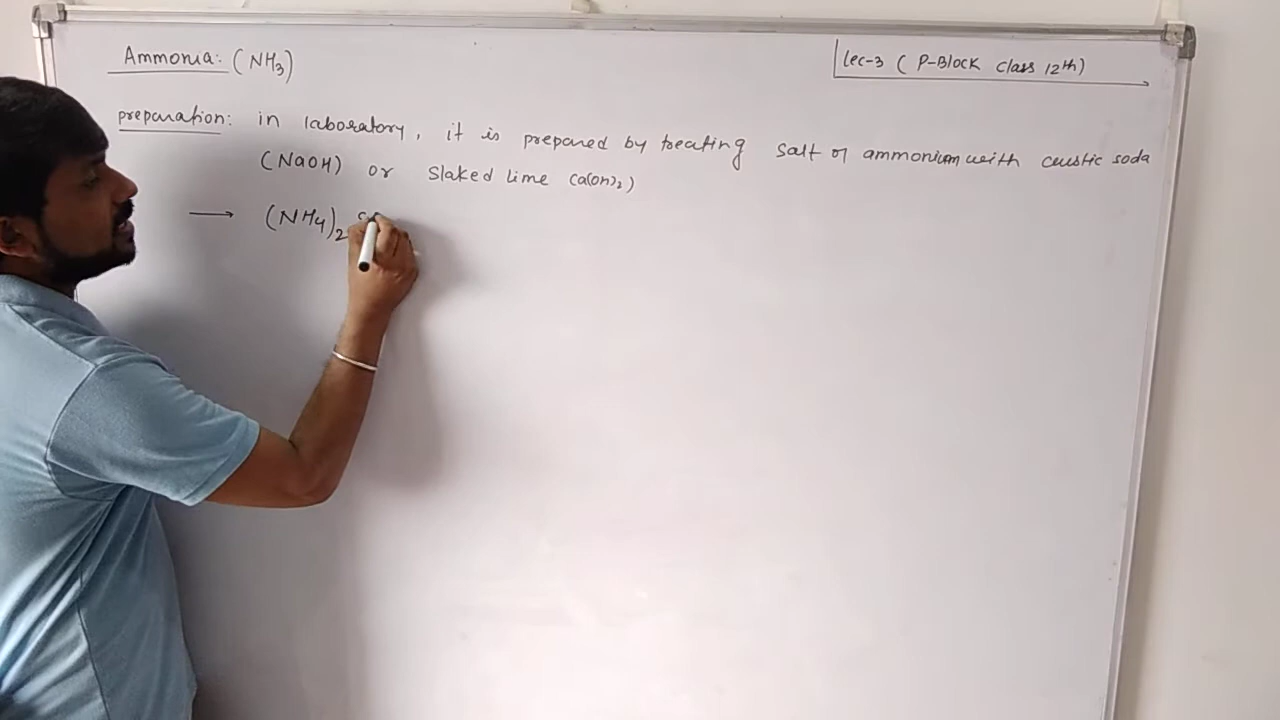 Ammonia: (NH3)
Lec-3 ( P-Block class 12th)
preparation: in laboratory, it is prepared by treating salt of ammonium with caustic soda
(NaOH) or Slaked lime Ca(OH)2)
⟶ (NH4)2 S